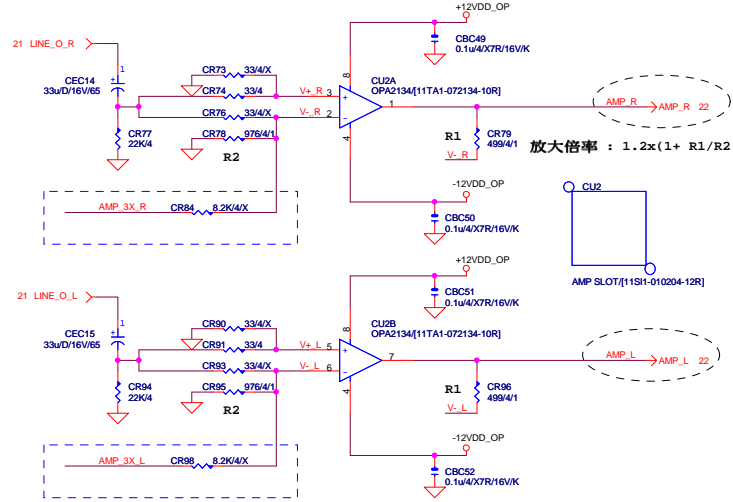 +12VDD_OP
21 LINE_O_R
CBC49
0.1u/4/X7R/16V/K
CEC14
33u/D/16V/65
1
CR73 33/4/X
CR74 33/4
CR76 33/4/X
CR78 976/4/1
R2
CR77
22K/4
V+_R 3
V-_R 2
8
4
1
CU2A
OPA2134/[11TA1-072134-10R]
R1
CR79
499/4/1
V-_R
AMP_R
AMP_R 22
放大倍率 : 1.2x(1+ R1/R2
AMP_3X_R
CR84 8.2K/4/X
-12VDD_OP
CBC50
0.1u/4/X7R/16V/K
CU2
AMP SLOT/[11SI1-010204-12R]
+12VDD_OP
21 LINE_O_L
CBC51
0.1u/4/X7R/16V/K
CEC15
33u/D/16V/65
1
CR90 33/4/X
CR91 33/4
CR93 33/4/X
CR95 976/4/1
R2
CR94
22K/4
V+_L 5
V-_L 6
8
4
7
CU2B
OPA2134/[11TA1-072134-10R]
R1
CR96
499/4/1
V-_L
AMP_L
AMP_L 22
AMP_3X_L
CR98 8.2K/4/X
-12VDD_OP
CBC52
0.1u/4/X7R/16V/K